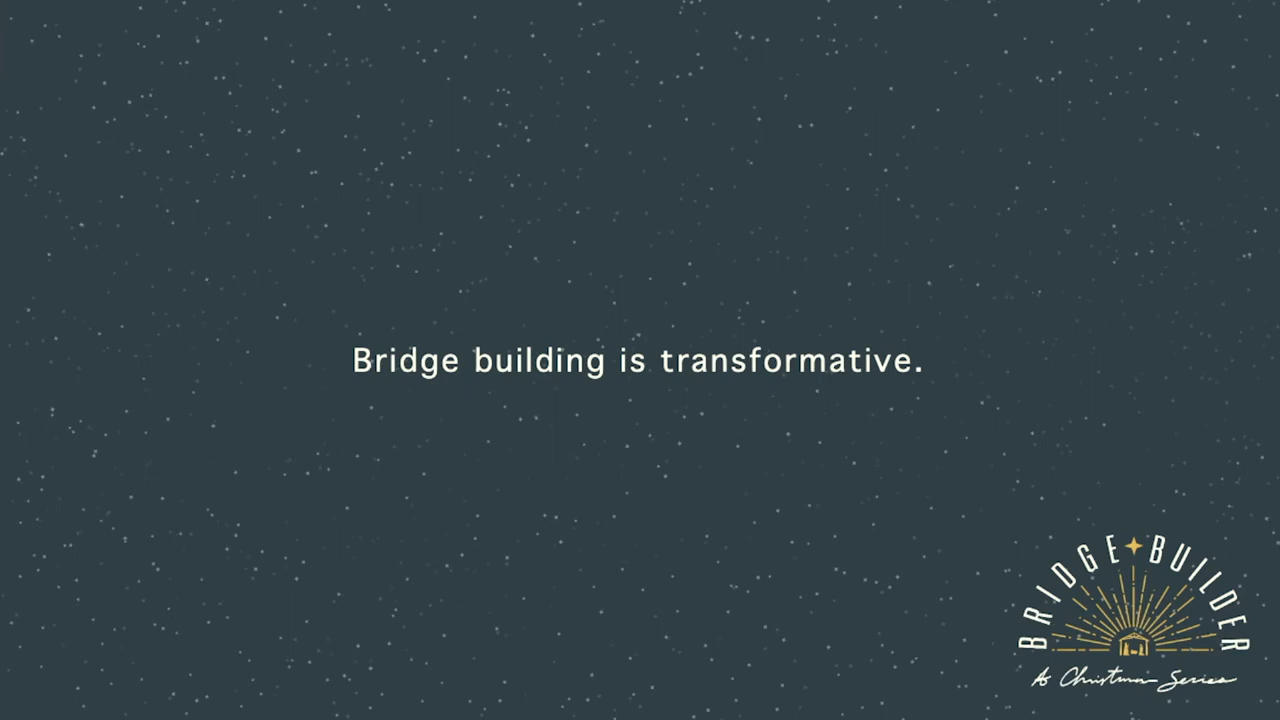 Bridge building is transformative.
BRIDGE BUILDER
A Christmas Series